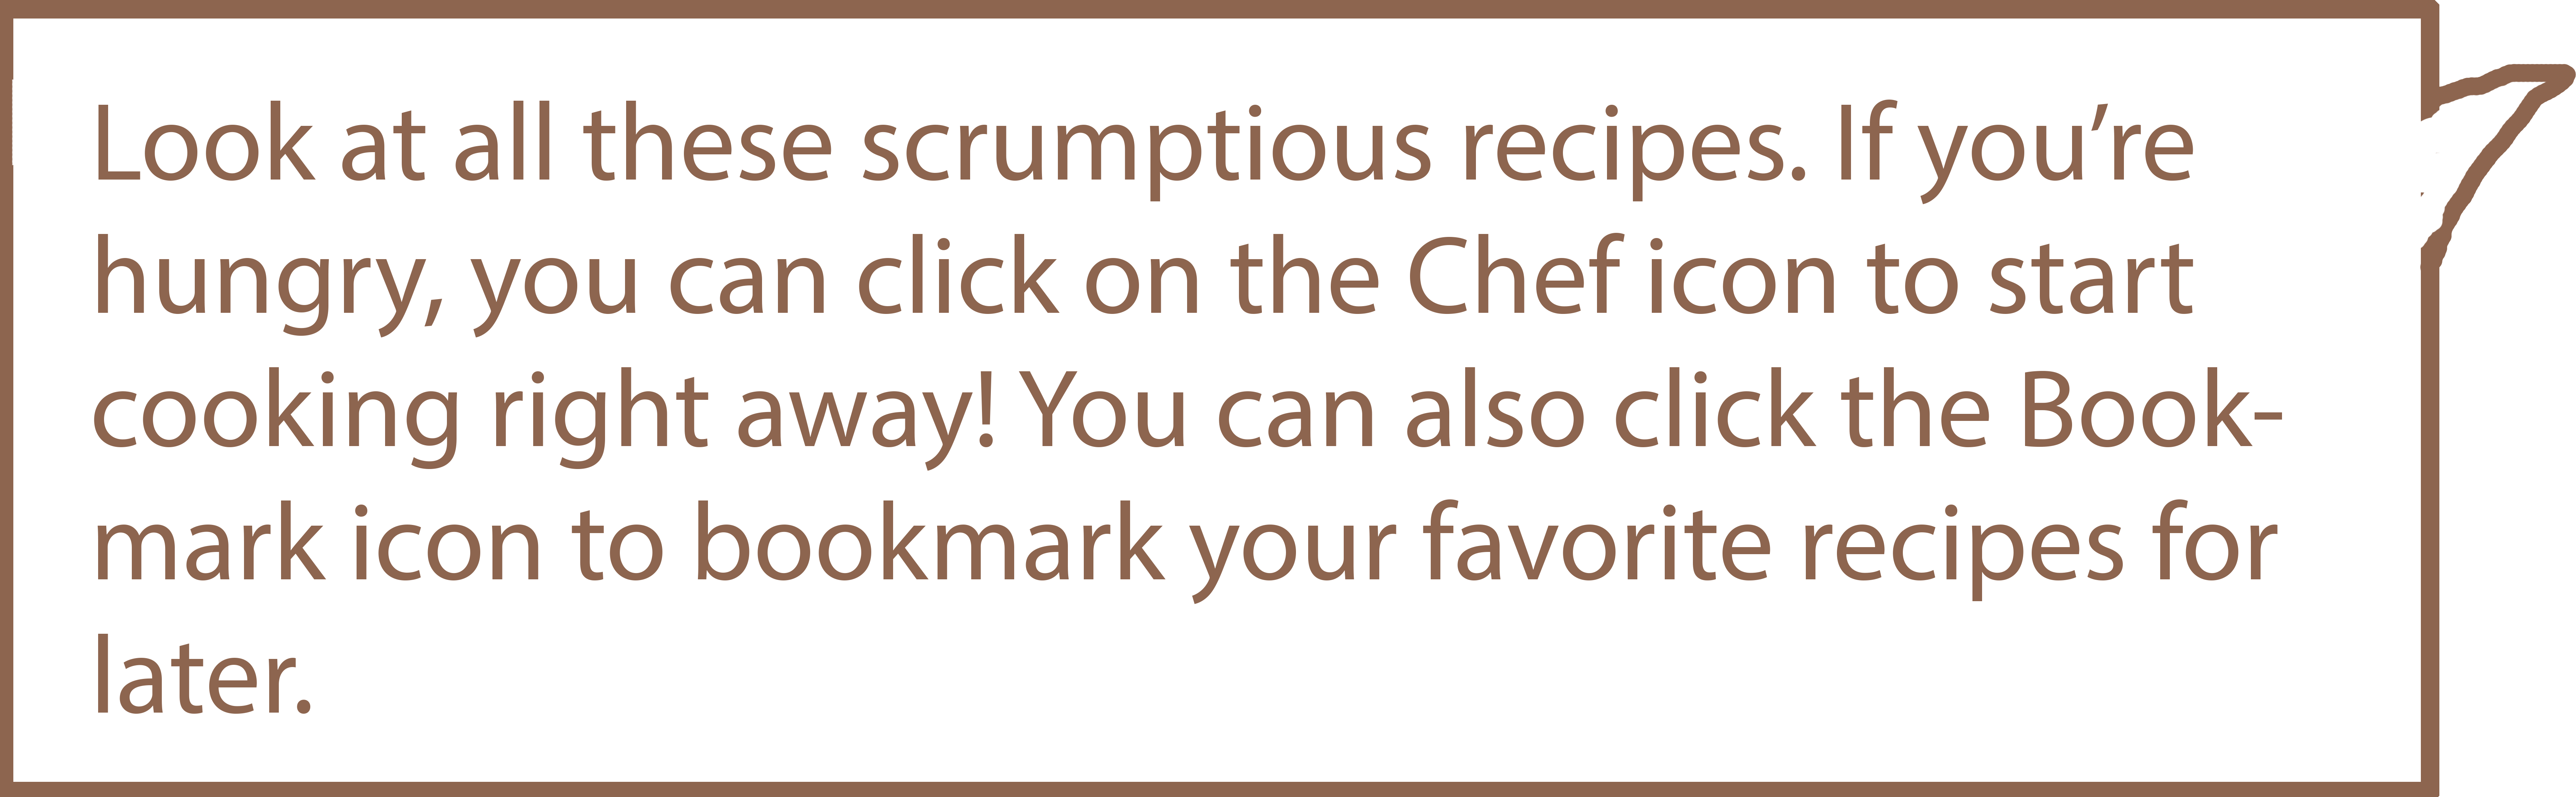 Look at all these scrumptious recipes. If you’re
hungry, you can click on the Chef icon to start
cooking right away! You can also click the Book-
mark icon to bookmark your favorite recipes for
later.